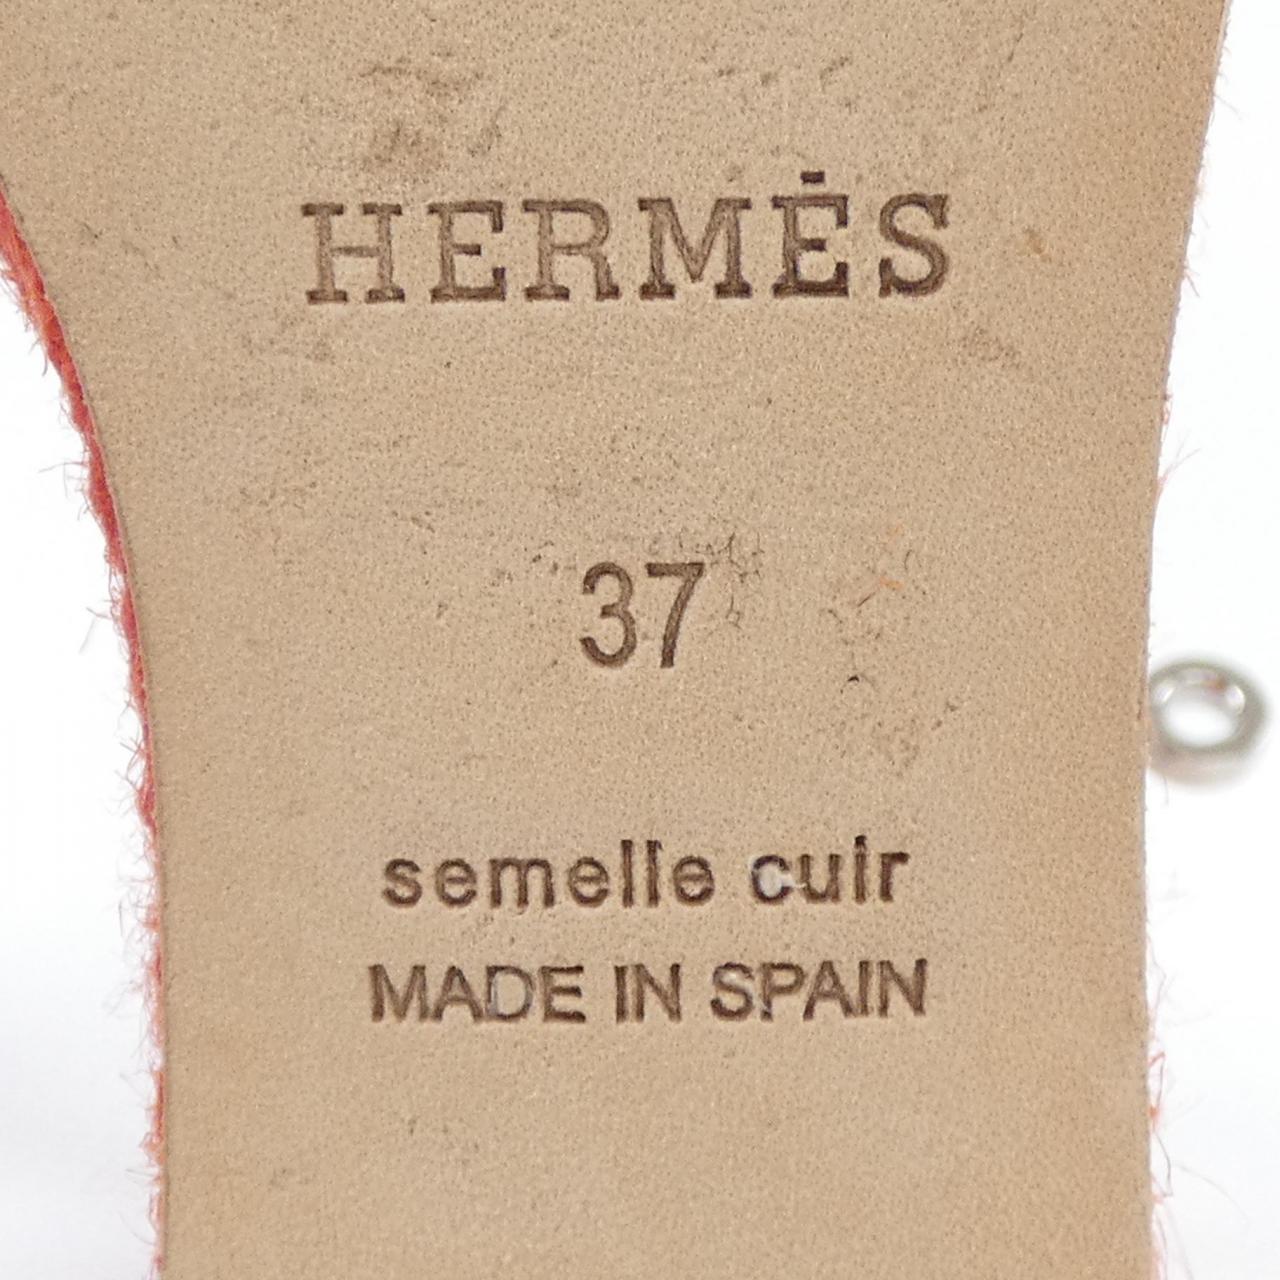 HERMÈS
37
semelle cuir
MADE IN SPAIN